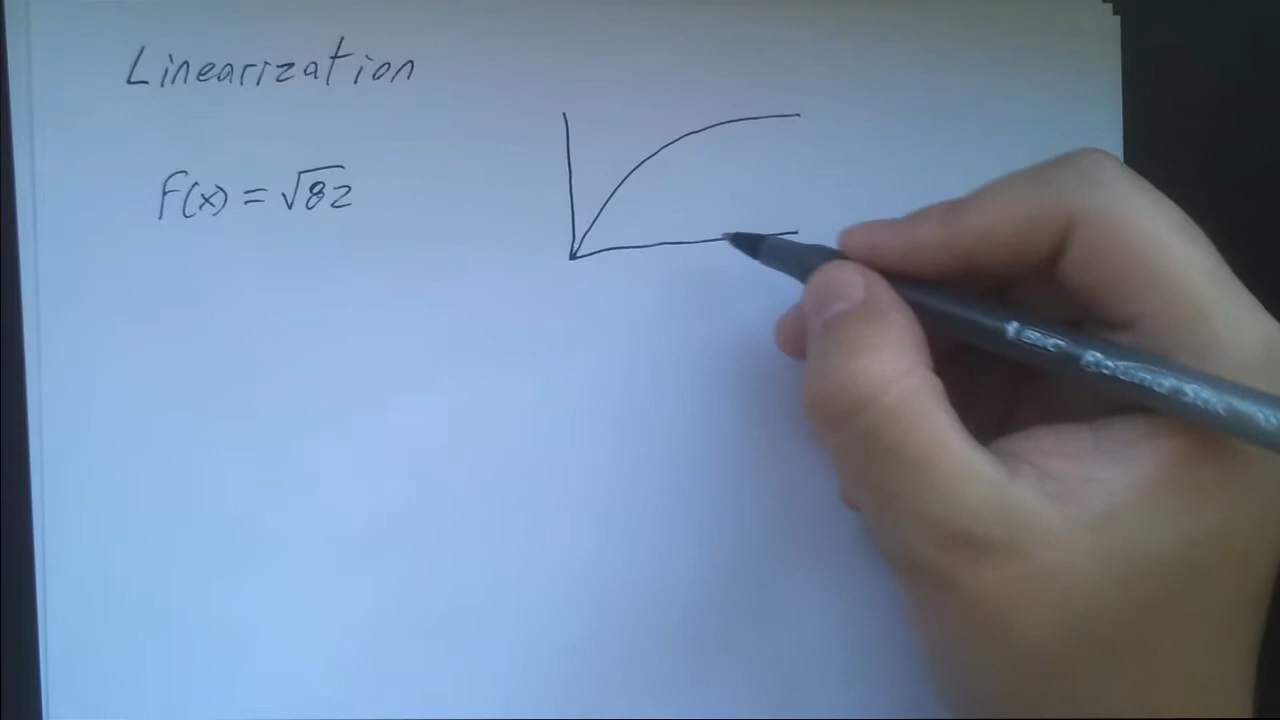 Linearization
f(x) = √82